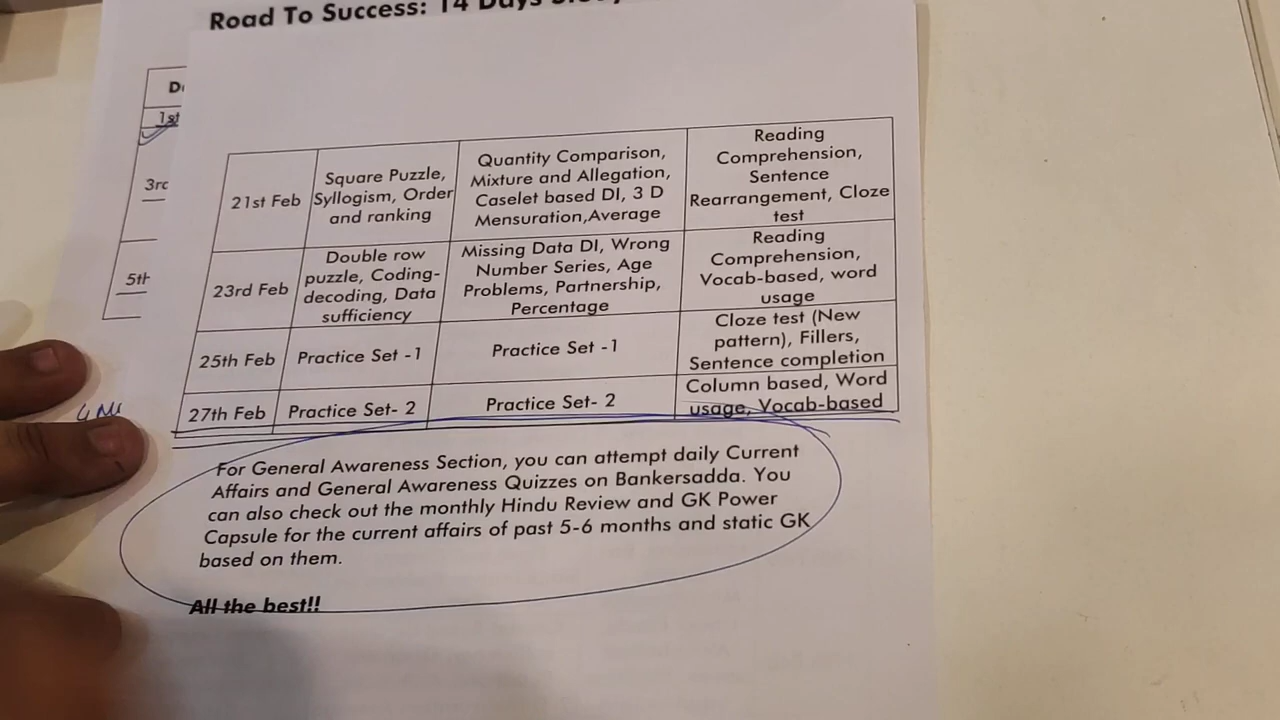 Road To Success: 14 Days
1st
3rd
5th
21st Feb
Square Puzzle,
Syllogism, Order
and ranking
Quantity Comparison,
Mixture and Allegation,
Caselet based DI, 3 D
Mensuration,Average
Reading
Comprehension,
Sentence
Rearrangement, Cloze
test
23rd Feb
Double row
puzzle, Coding-
decoding, Data
sufficiency
Missing Data DI, Wrong
Number Series, Age
Problems, Partnership,
Percentage
Reading
Comprehension,
Vocab-based, word
usage
25th Feb
Practice Set -1
Practice Set -1
Cloze test (New
pattern), Fillers,
Sentence completion
27th Feb
Practice Set- 2
Practice Set- 2
Column based, Word
usage, Vocab-based
For General Awareness Section, you can attempt daily Current
Affairs and General Awareness Quizzes on Bankersadda. You
can also check out the monthly Hindu Review and GK Power
Capsule for the current affairs of past 5-6 months and static GK
based on them.
All the best!!